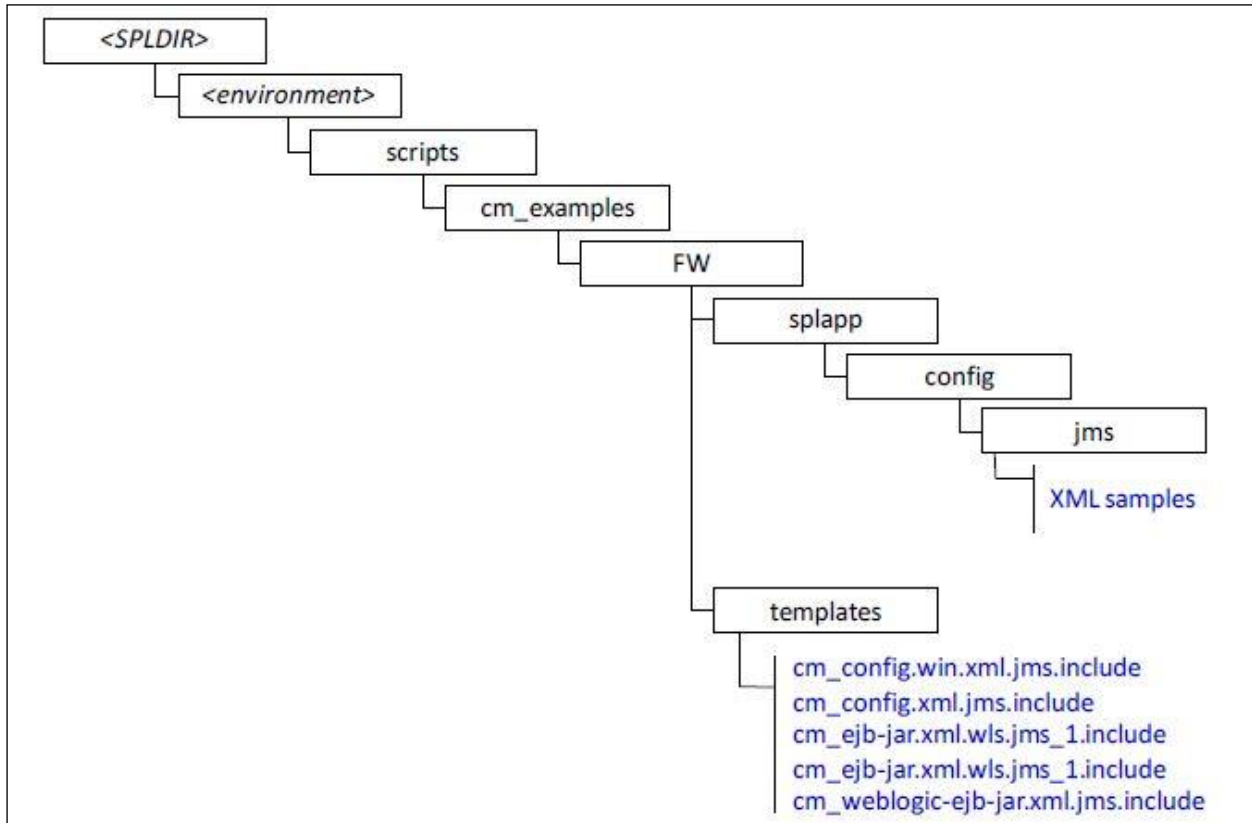 <SPLDIR>
<environment>
scripts
cm_examples
FW
splapp
config
jms
XML samples
templates
cm_config.win.xml.jms.include
cm_config.xml.jms.include
cm_ejb-jar.xml.wls.jms_1.include
cm_ejb-jar.xml.wls.jms_1.include
cm_weblogic-ejb-jar.xml.jms.include